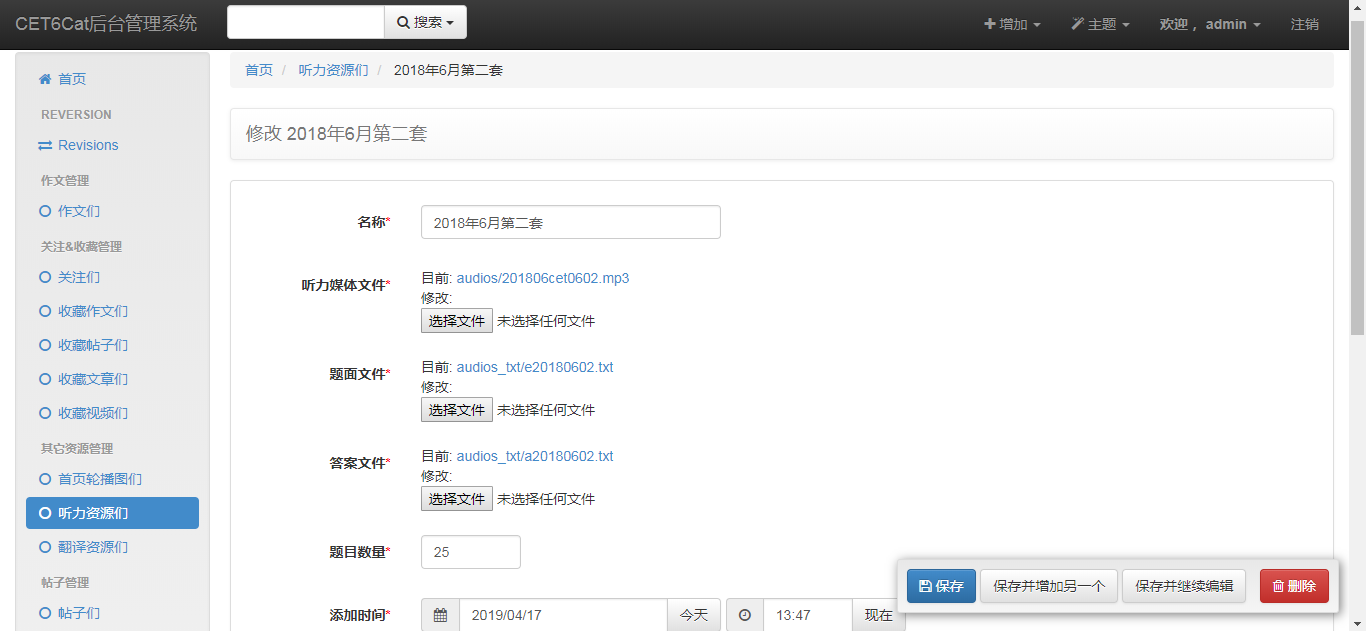 CET6Cat后台管理系统
搜索
增加
主题
欢迎， admin
注销
首页
REVERSION
Revisions
作文管理
作文们
关注&收藏管理
关注们
收藏作文们
收藏帖子们
收藏文章们
收藏视频们
其它资源管理
首页轮播图们
听力资源们
翻译资源们
帖子管理
帖子们
首页 / 听力资源们 / 2018年6月第二套
修改 2018年6月第二套
名称* 2018年6月第二套
听力媒体文件* 目前: audios/201806cet0602.mp3
修改:
选择文件 未选择任何文件
题面文件* 目前: audios_txt/e20180602.txt
修改:
选择文件 未选择任何文件
答案文件* 目前: audios_txt/a20180602.txt
修改:
选择文件 未选择任何文件
题目数量* 25
添加时间* 2019/04/17 今天 13:47 现在
保存 保存并增加另一个 保存并继续编辑 删除